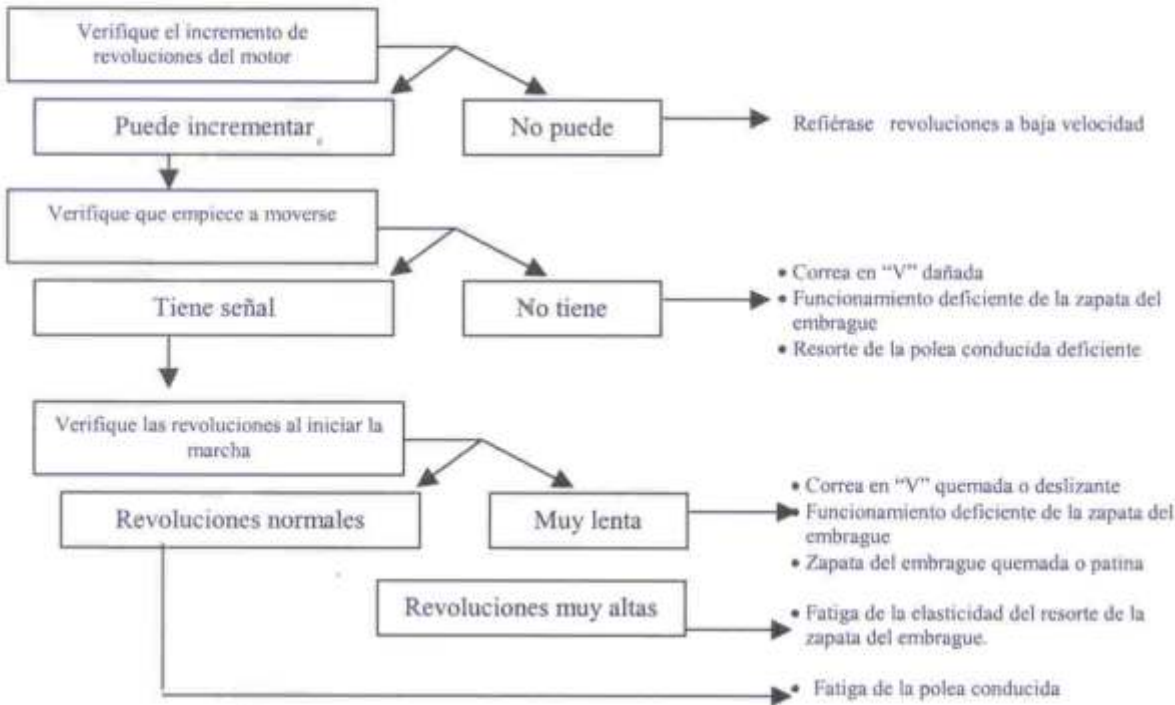 Verifique el incremento de
revoluciones del motor
Puede incrementar
No puede
Refiérase revoluciones a baja velocidad
Verifique que empiece a moverse
Tiene señal
No tiene
• Correa en “V” dañada
• Funcionamiento deficiente de la zapata del
embrague
• Resorte de la polea conducida deficiente
Verifique las revoluciones al iniciar la
marcha
Revoluciones normales
Muy lenta
• Correa en “V” quemada o deslizante
• Funcionamiento deficiente de la zapata del
embrague
• Zapata del embrague quemada o patina
Revoluciones muy altas
• Fatiga de la elasticidad del resorte de la
zapata del embrague.
• Fatiga de la polea conducida